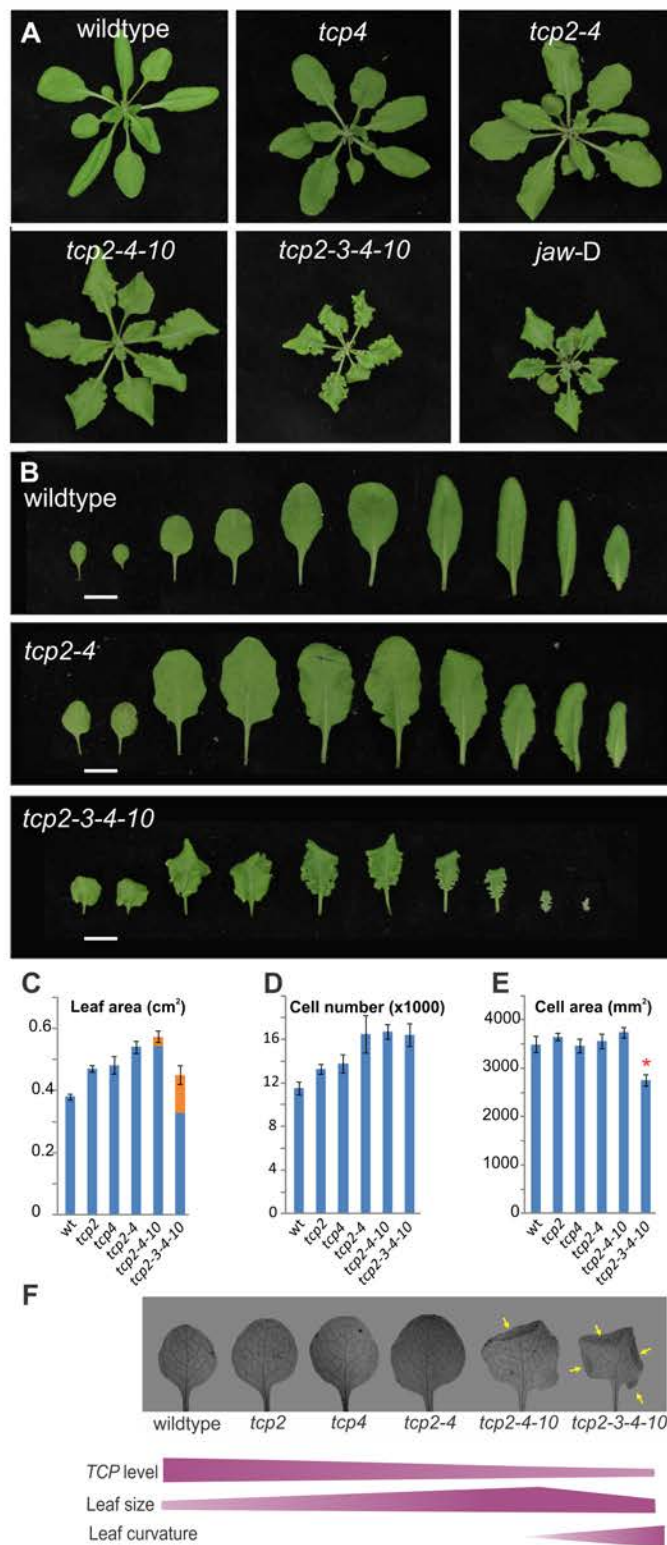 A
wildtype
tcp4
tcp2-4
tcp2-4-10
tcp2-3-4-10
jaw-D
B
wildtype
tcp2-4
tcp2-3-4-10
C
Leaf area (cm²)
0.6
0.4
0.2
0
wt
tcp2
tcp4
tcp2-4
tcp2-4-10
tcp2-3-4-10
D
Cell number (x1000)
16
12
8
4
0
wt
tcp2
tcp4
tcp2-4
tcp2-4-10
tcp2-3-4-10
E
Cell area (mm²)
4000
3000
2000
1000
0
*
wt
tcp2
tcp4
tcp2-4
tcp2-4-10
tcp2-3-4-10
F
wildtype
tcp2
tcp4
tcp2-4
tcp2-4-10
tcp2-3-4-10
TCP level
Leaf size
Leaf curvature